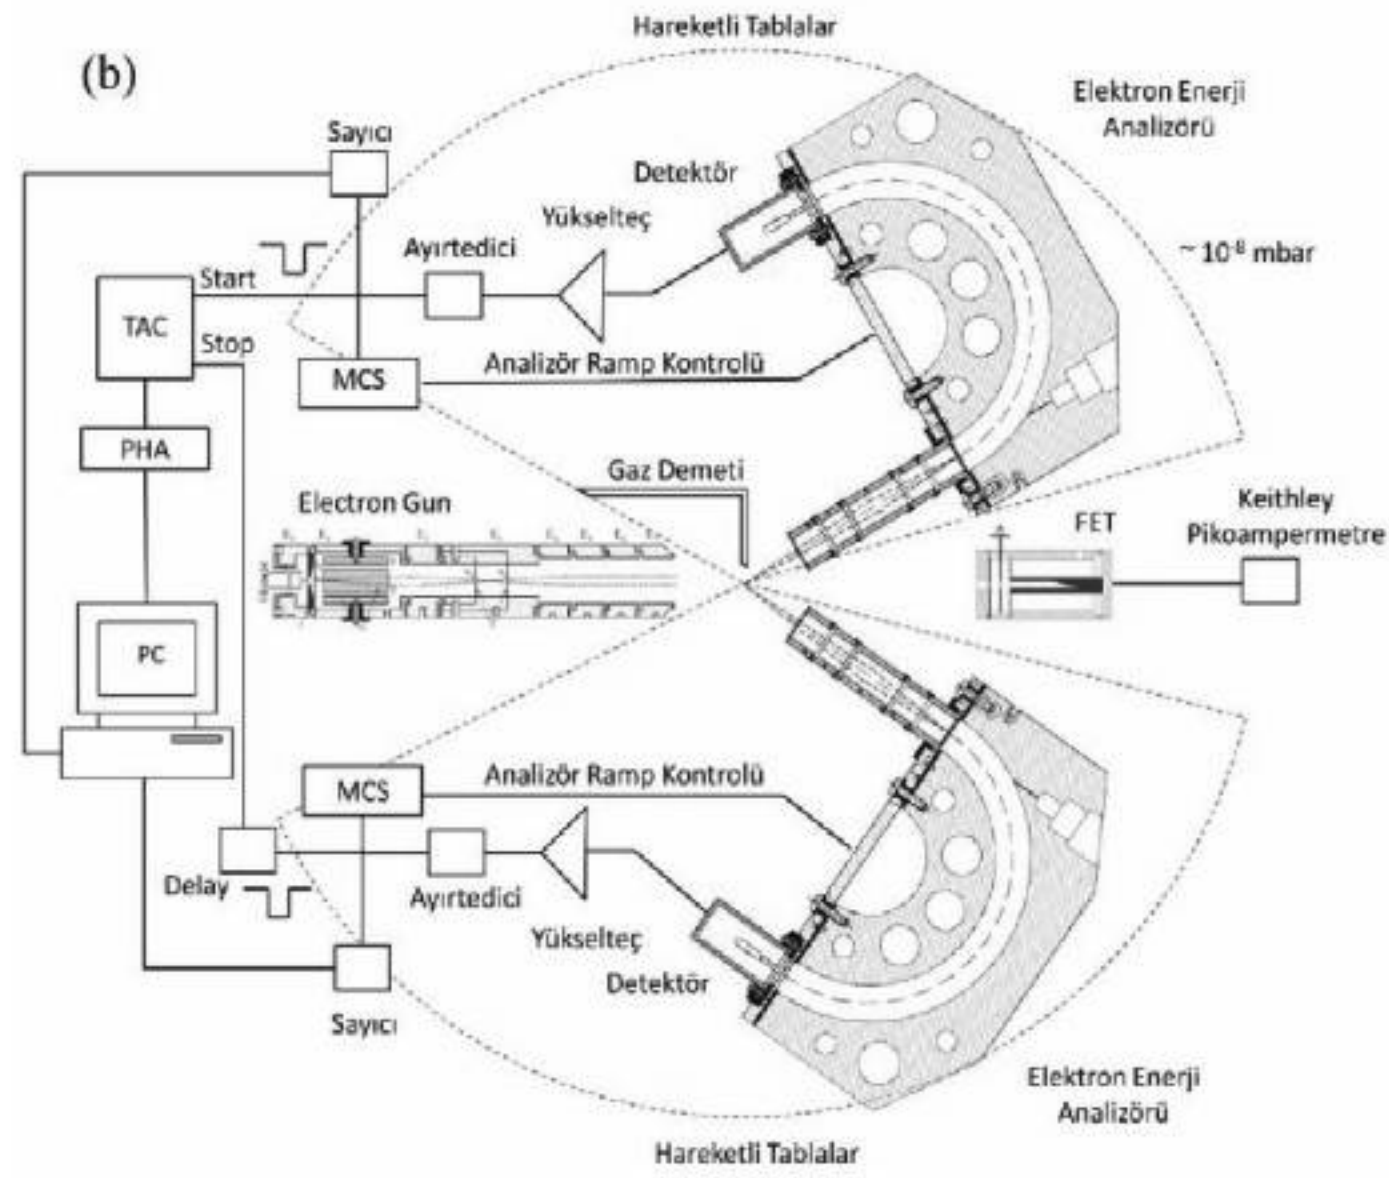 Hareketli Tablalar
(b)
Elektron Enerji
Analizörü
Sayıcı
Detektör
Yükselteç
Ayırtedici
~ 10⁻⁸ mbar
Start
TAC
Stop
Analizör Ramp Kontrolü
MCS
PHA
Gaz Demeti
Electron Gun
FET
Keithley
Pikoampermetre
PC
Analizör Ramp Kontrolü
MCS
Delay
Ayırtedici
Yükselteç
Detektör
Sayıcı
Elektron Enerji
Analizörü
Hareketli Tablalar